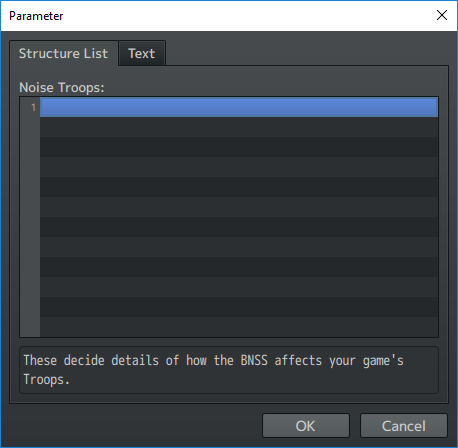 Parameter
Structure List
Text
Noise Troops:
1
These decide details of how the BNSS affects your game's
Troops.
OK
Cancel